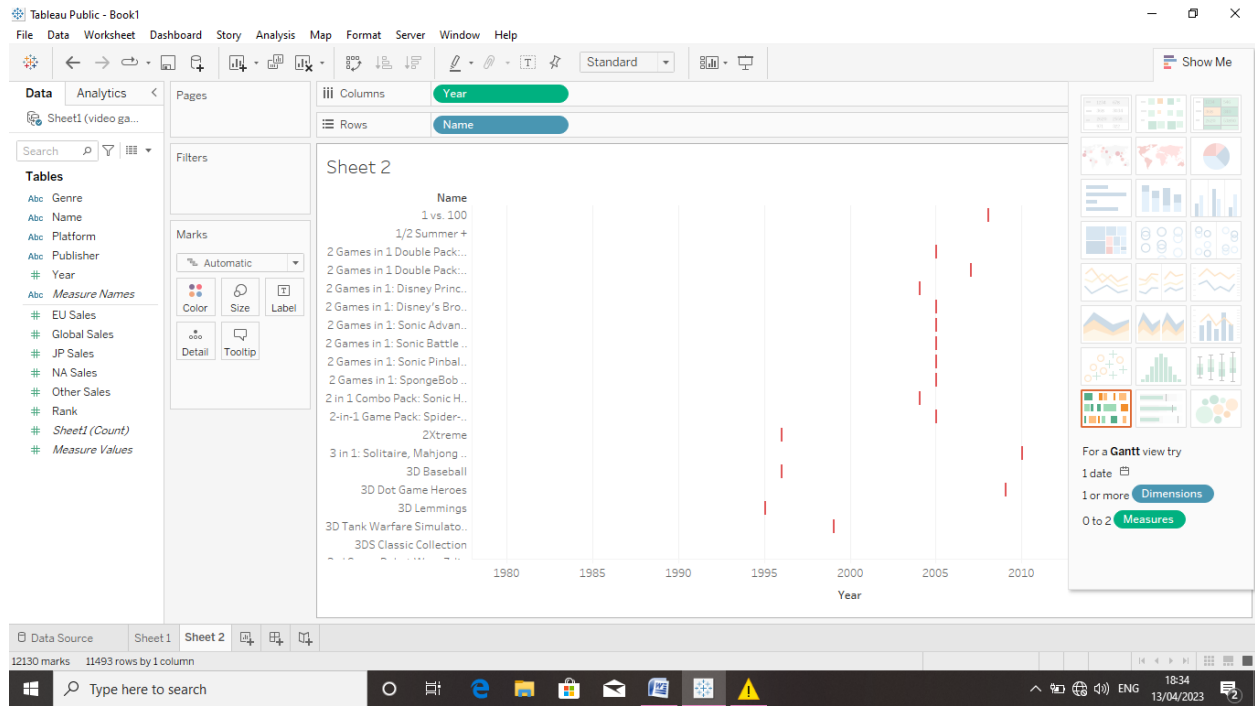 Tableau Public - Book1
File Data Worksheet Dashboard Story Analysis Map Format Server Window Help
Standard
Show Me
Data Analytics
Sheet1 (video ga...
Search
Tables
Abc Genre
Abc Name
Abc Platform
Abc Publisher
# Year
Abc Measure Names
# EU Sales
# Global Sales
# JP Sales
# NA Sales
# Other Sales
# Rank
# Sheet1 (Count)
# Measure Values
Pages
Filters
Marks
Automatic
Color Size Label
Detail Tooltip
Columns Year
Rows Name
Sheet 2
Name
1 vs. 100
1/2 Summer +
2 Games in 1 Double Pack:..
2 Games in 1 Double Pack:..
2 Games in 1: Disney Princ..
2 Games in 1: Disney's Bro..
2 Games in 1: Sonic Advan..
2 Games in 1: Sonic Battle ..
2 Games in 1: Sonic Pinbal..
2 Games in 1: SpongeBob ..
2 in 1 Combo Pack: Sonic H..
2-in-1 Game Pack: Spider-..
2Xtreme
3 in 1: Solitaire, Mahjong ..
3D Baseball
3D Dot Game Heroes
3D Lemmings
3D Tank Warfare Simulato..
3DS Classic Collection
1980 1985 1990 1995 2000 2005 2010
Year
For a Gantt view try
1 date
1 or more Dimensions
0 to 2 Measures
Data Source Sheet 1 Sheet 2
12130 marks 11493 rows by 1 column
Type here to search
ENG
18:34
13/04/2023
2